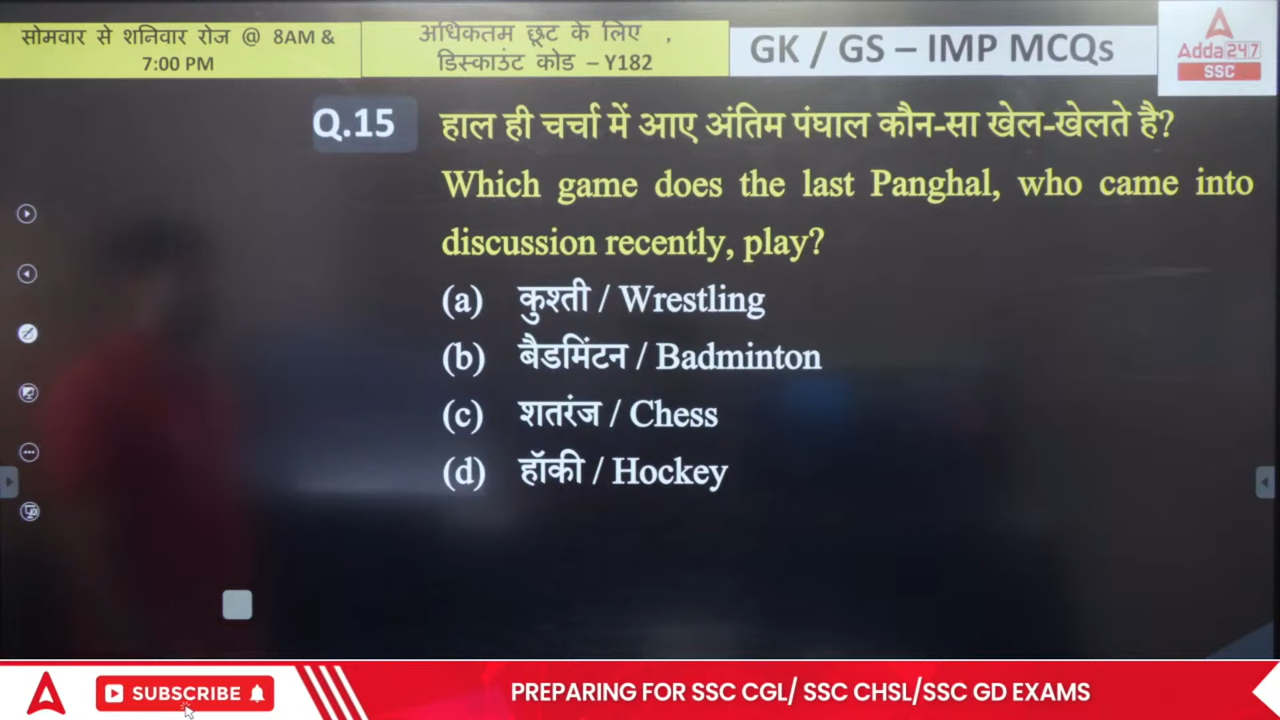 सोमवार से शनिवार रोज @ 8AM &
7:00 PM
अधिकतम छूट के लिए ,
डिस्काउंट कोड – Y182
GK / GS – IMP MCQs
Adda247
SSC
Q.15 हाल ही चर्चा में आए अंतिम पंघाल कौन-सा खेल-खेलते है?
Which game does the last Panghal, who came into
discussion recently, play?
(a) कुश्ती / Wrestling
(b) बैडमिंटन / Badminton
(c) शतरंज / Chess
(d) हॉकी / Hockey
SUBSCRIBE
PREPARING FOR SSC CGL/ SSC CHSL/SSC GD EXAMS